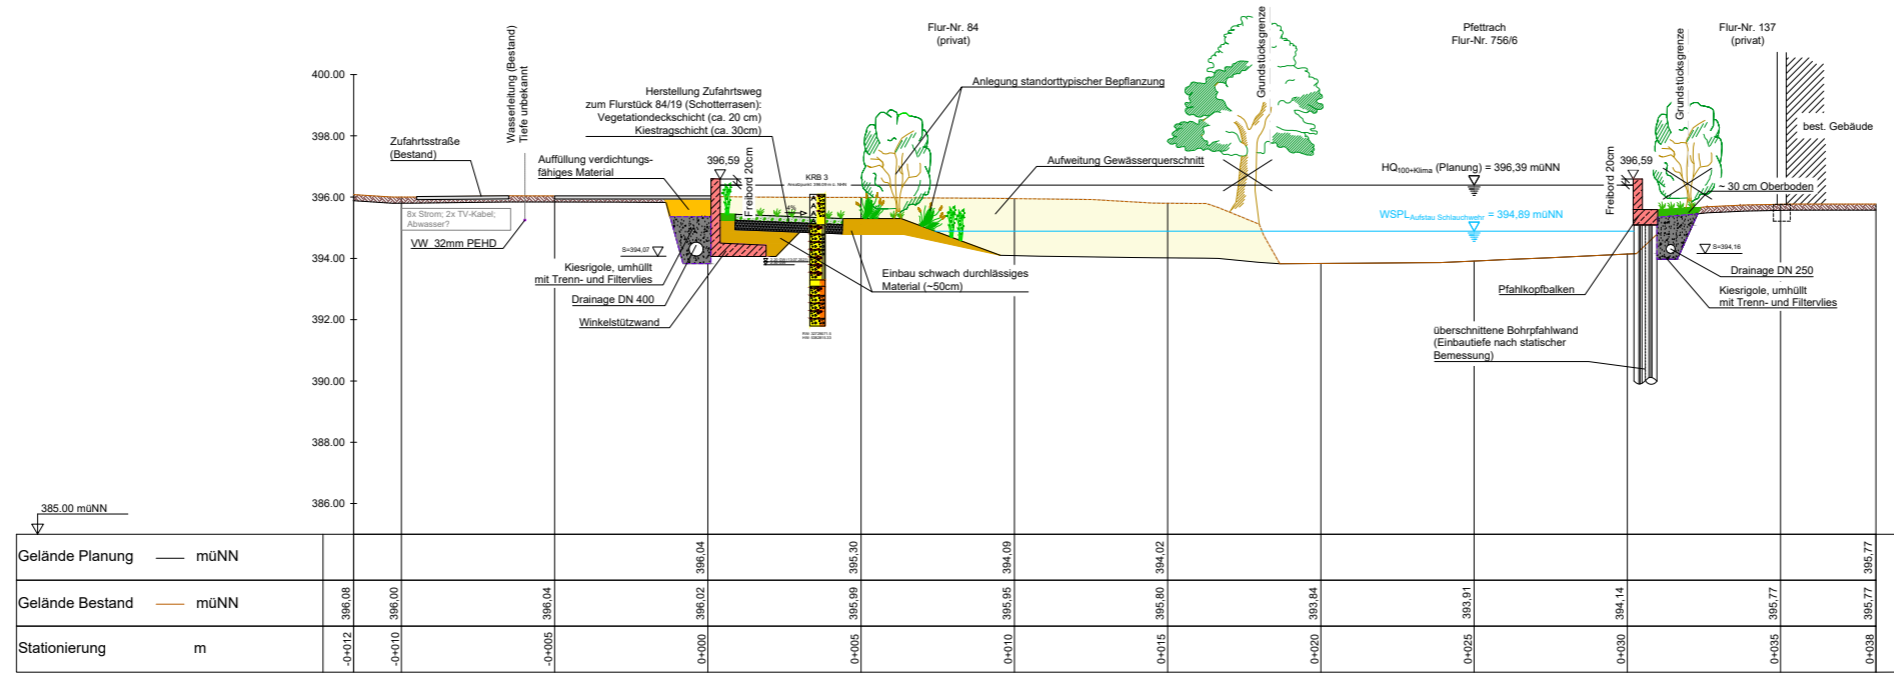 Flur-Nr. 84
(privat)
Pfettrach
Flur-Nr. 756/6
Flur-Nr. 137
(privat)
Grundstücksgrenze
Grundstücksgrenze
Wasserleitung (Bestand)
Tiefe unbekannt
400.00
398.00
396.00
394.00
392.00
390.00
388.00
386.00
385.00 müNN
Zufahrtsstraße
(Bestand)
Herstellung Zufahrtsweg
zum Flurstück 84/19 (Schotterrasen):
Vegetationdeckschicht (ca. 20 cm)
Kiestragschicht (ca. 30cm)
Auffüllung verdichtungs-
fähiges Material
396,59
Freibord 20cm
KRB 3
4%
Anlegung standorttypischer Bepflanzung
Aufweitung Gewässerquerschnitt
HQ100+Klima (Planung) = 396,39 müNN
WSPLAufstau Schlauchwehr = 394,89 müNN
Freibord 20cm
396,59
best. Gebäude
~ 30 cm Oberboden
8x Strom; 2x TV-Kabel;
Abwasser?
VW 32mm PEHD
S=394,07
Kiesrigole, umhüllt
mit Trenn- und Filtervlies
Drainage DN 400
Winkelstützwand
Einbau schwach durchlässiges
Material (~50cm)
S=394,16
Drainage DN 250
Kiesrigole, umhüllt
mit Trenn- und Filtervlies
Pfahlkopfbalken
überschnittene Bohrpfahlwand
(Einbautiefe nach statischer
Bemessung)
Gelände Planung müNN 396,04 395,30 394,09 394,02 395,77
Gelände Bestand müNN 396,08 396,00 396,04 396,02 395,99 395,95 395,80 393,84 393,91 394,14 395,77 395,77
Stationierung m -0+012 -0+010 -0+005 0+000 0+005 0+010 0+015 0+020 0+025 0+030 0+035 0+038